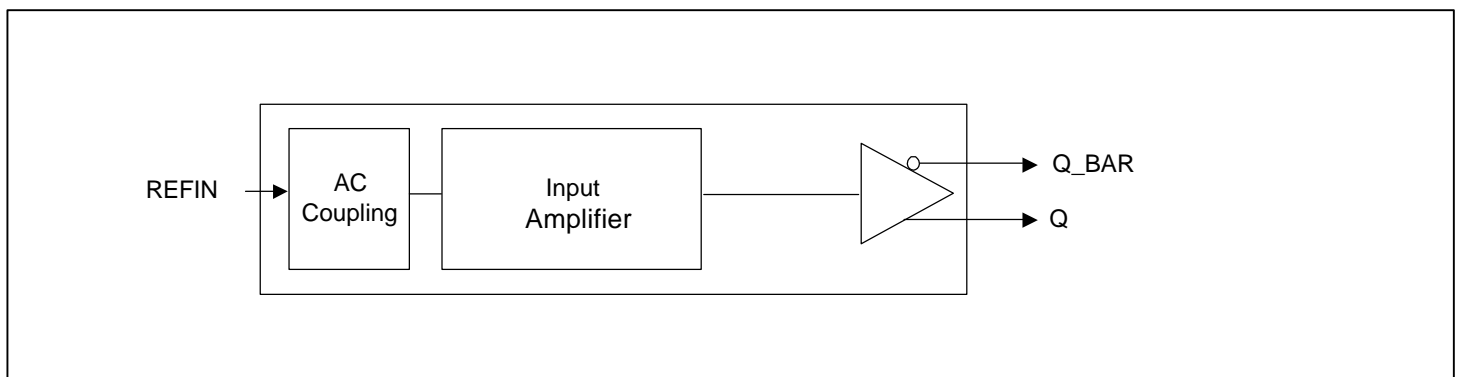 REFIN
AC
Coupling
Input
Amplifier
Q_BAR
Q